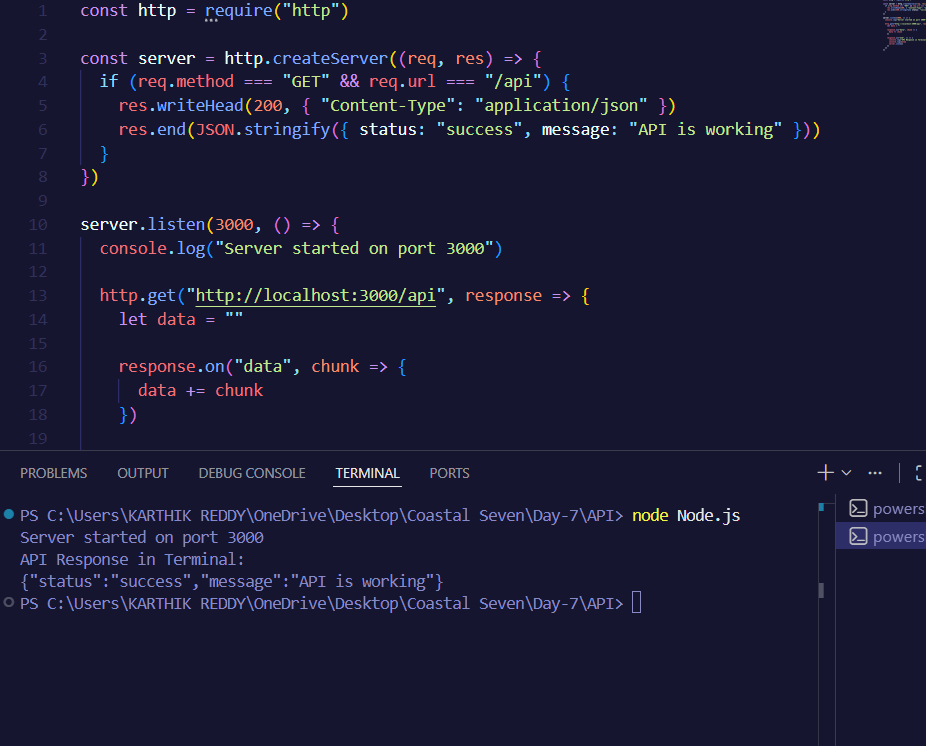 1 const http = require("http")
2
3 const server = http.createServer((req, res) => {
4 if (req.method === "GET" && req.url === "/api") {
5 res.writeHead(200, { "Content-Type": "application/json" })
6 res.end(JSON.stringify({ status: "success", message: "API is working" }))
7 }
8 })
9
10 server.listen(3000, () => {
11 console.log("Server started on port 3000")
12
13 http.get("http://localhost:3000/api", response => {
14 let data = ""
15
16 response.on("data", chunk => {
17 data += chunk
18 })
19
PROBLEMS OUTPUT DEBUG CONSOLE TERMINAL PORTS
PS C:\Users\KARTHIK REDDY\OneDrive\Desktop\Coastal Seven\Day-7\API> node Node.js
Server started on port 3000
API Response in Terminal:
{"status":"success","message":"API is working"}
PS C:\Users\KARTHIK REDDY\OneDrive\Desktop\Coastal Seven\Day-7\API>
powers
powers